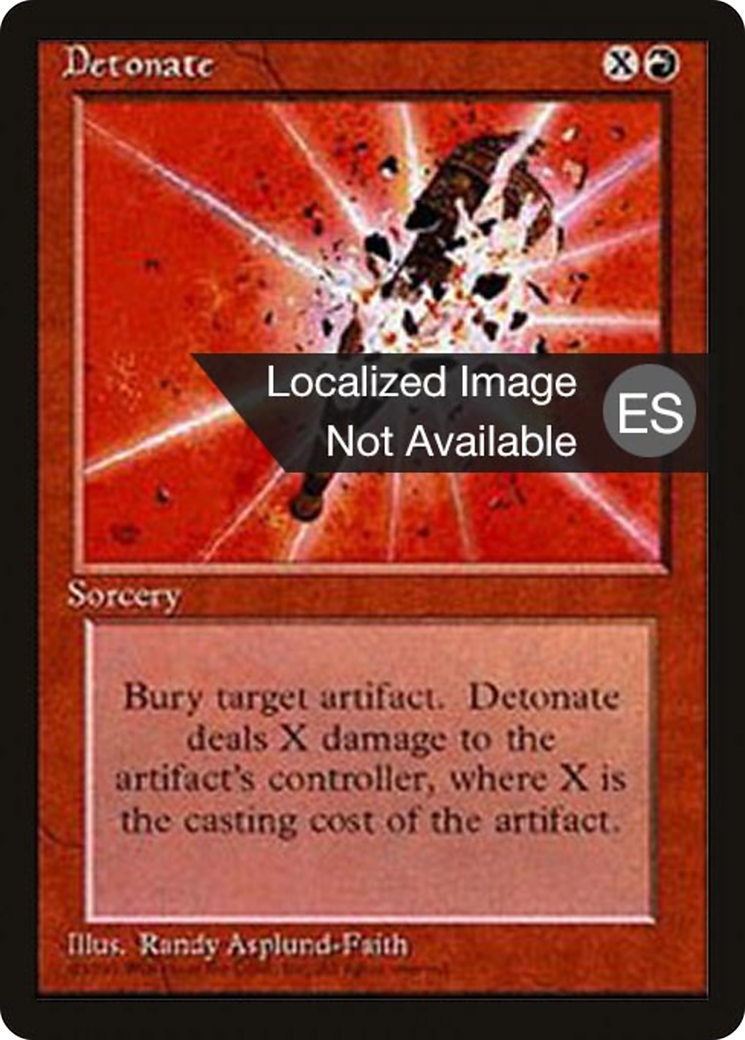 Detonate
X
Localized Image
Not Available
ES
Sorcery
Bury target artifact. Detonate
deals X damage to the
artifact's controller, where X is
the casting cost of the artifact.
Illus. Randy Asplund-Faith